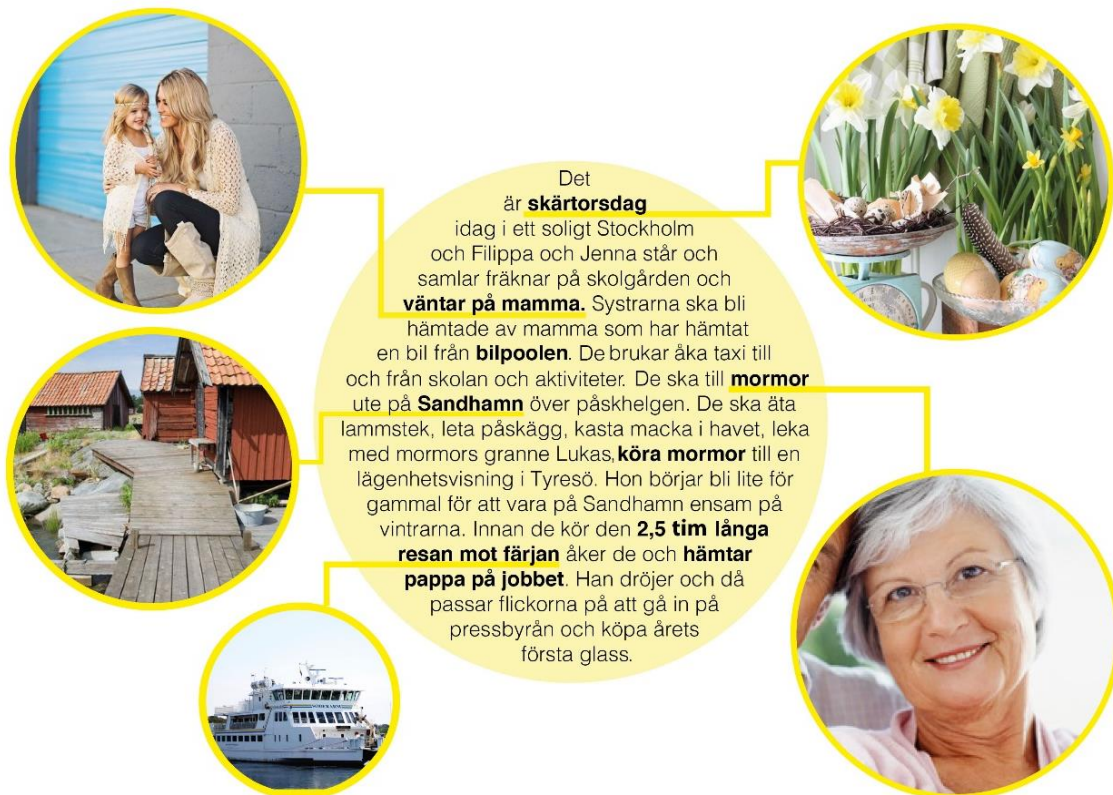 Det
är skärtorsdag
idag i ett soligt Stockholm
och Filippa och Jenna står och
samlar fräknar på skolgården och
väntar på mamma. Systrarna ska bli
hämtade av mamma som har hämtat
en bil från bilpoolen. De brukar åka taxi till
och från skolan och aktiviteter. De ska till mormor
ute på Sandhamn över påskhelgen. De ska äta
lammstek, leta påskägg, kasta macka i havet, leka
med mormors granne Lukas, köra mormor till en
lägenhetsvisning i Tyresö. Hon börjar bli lite för
gammal för att vara på Sandhamn ensam på
vintrarna. Innan de kör den 2,5 tim långa
resan mot färjan åker de och hämtar
pappa på jobbet. Han dröjer och då
passar flickorna på att gå in på
pressbyrån och köpa årets
första glass.